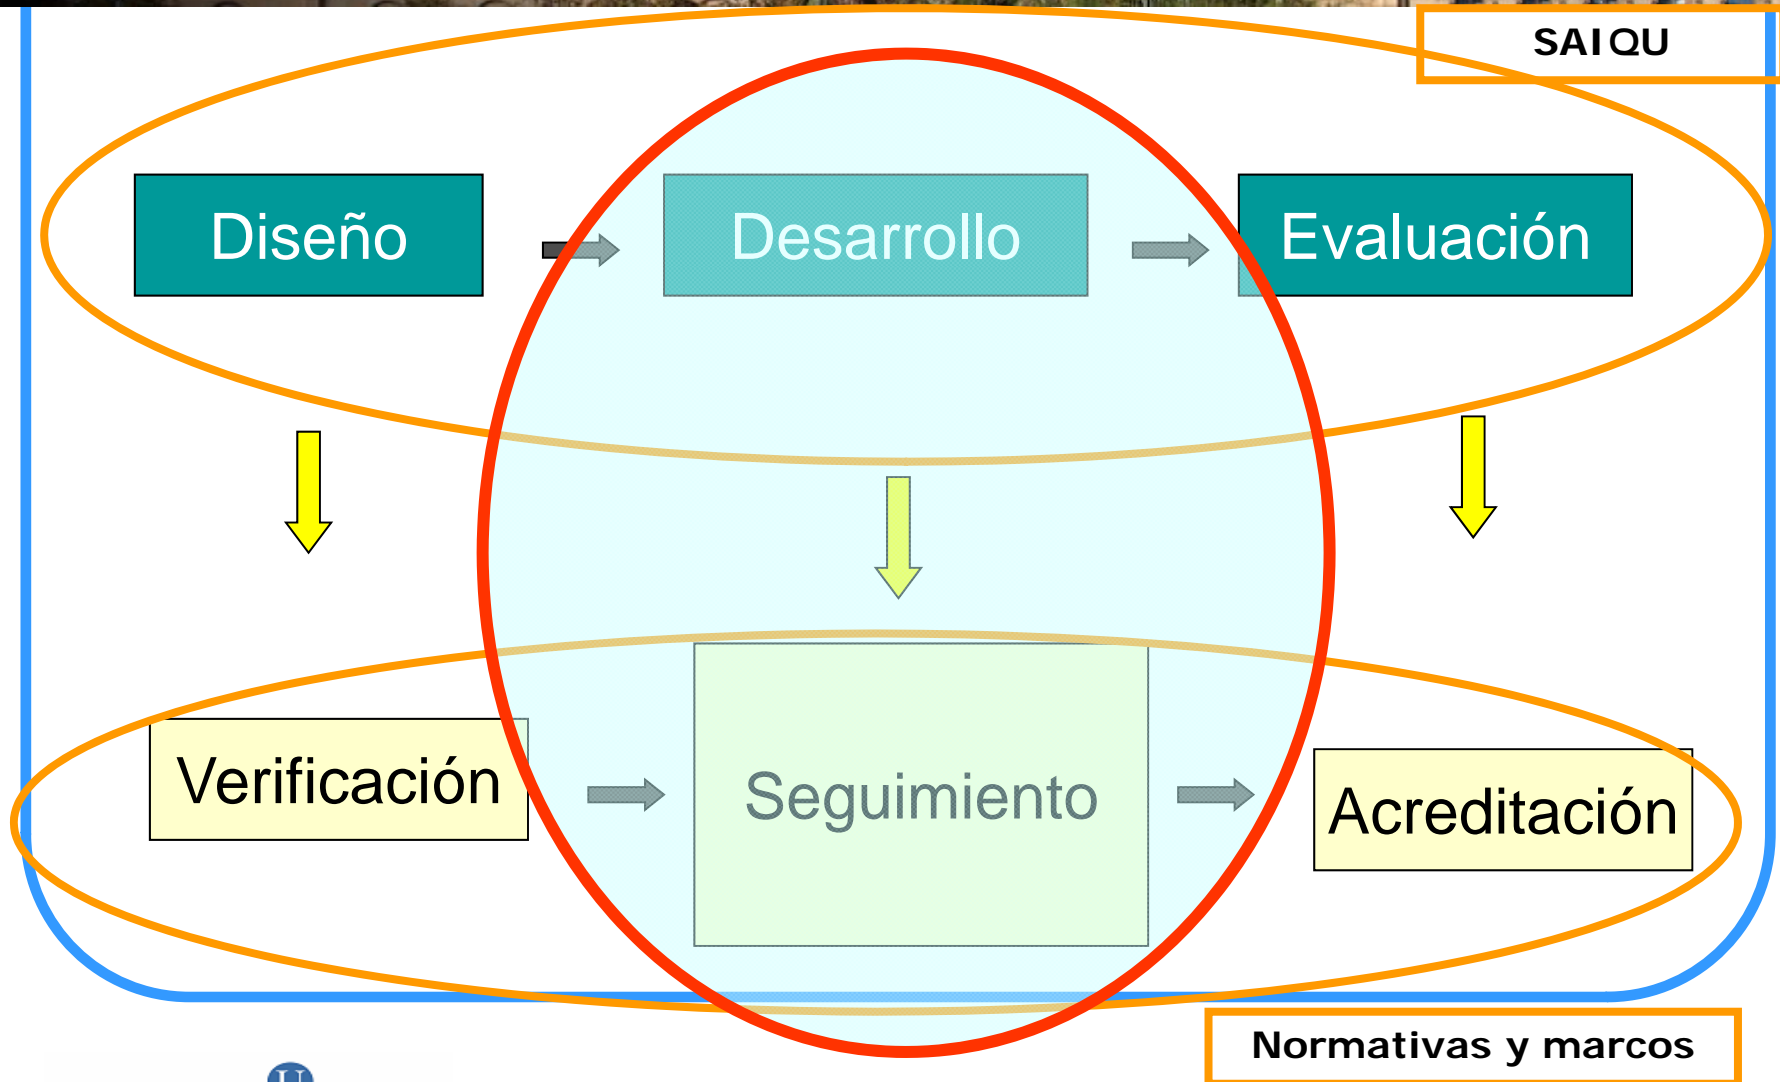 SAIQU
Diseño
Desarrollo
Evaluación
Verificación
Seguimiento
Acreditación
Normativas y marcos
U